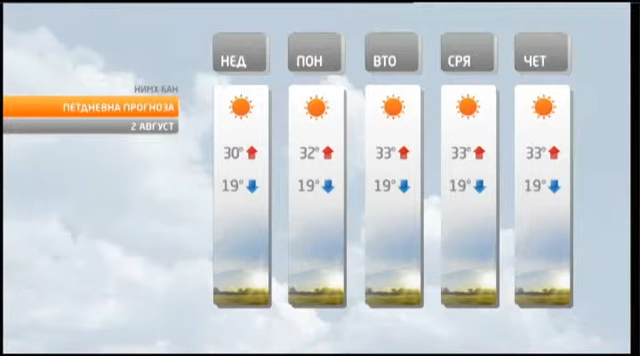 НИМХ-БАН
ПЕТДНЕВНА ПРОГНОЗА
2 АВГУСТ
НЕД ПОН ВТО СРЯ ЧЕТ
30° 32° 33° 33° 33°
19° 19° 19° 19° 19°